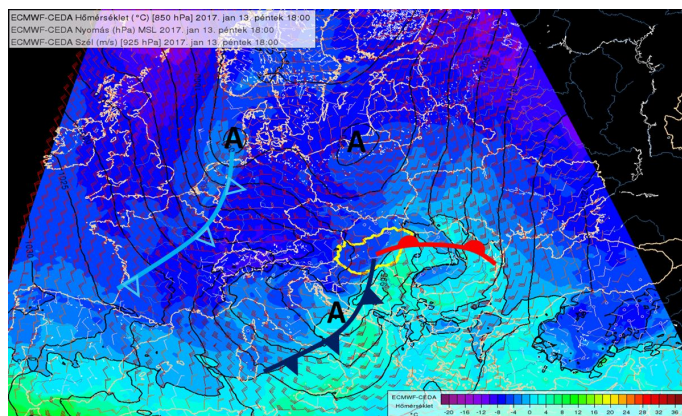 ECMWF-CEDA Hőmérséklet (°C) [850 hPa] 2017. jan 13. péntek 18:00
ECMWF-CEDA Nyomás (hPa) MSL 2017. jan 13. péntek 18:00
ECMWF-CEDA Szél (m/s) [925 hPa] 2017. jan 13. péntek 18:00
A
A
1025
1030
A
ECMWF-CEDA
Hőmérséklet
°C
-20 -16 -12 -8 -4 0 4 8 12 16 20 24 28 32 36